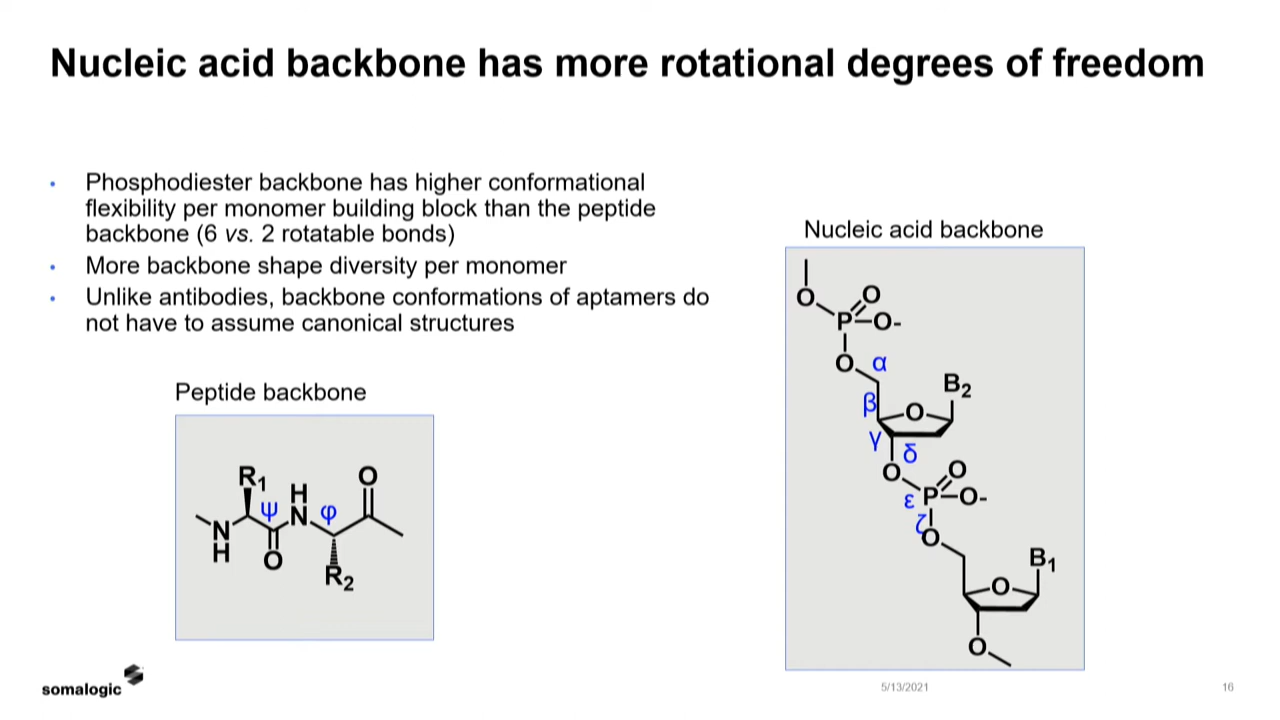 Nucleic acid backbone has more rotational degrees of freedom
• Phosphodiester backbone has higher conformational
flexibility per monomer building block than the peptide
backbone (6 vs. 2 rotatable bonds)
• More backbone shape diversity per monomer
• Unlike antibodies, backbone conformations of aptamers do
not have to assume canonical structures
Peptide backbone
R1
O
H
ψ N φ
N
H
O
R2
Nucleic acid backbone
O
O
P O-
O α
B2
β O
γ δ
O
O
ε P O-
ζ
O
B1
O
O
somalogic
5/13/2021
16